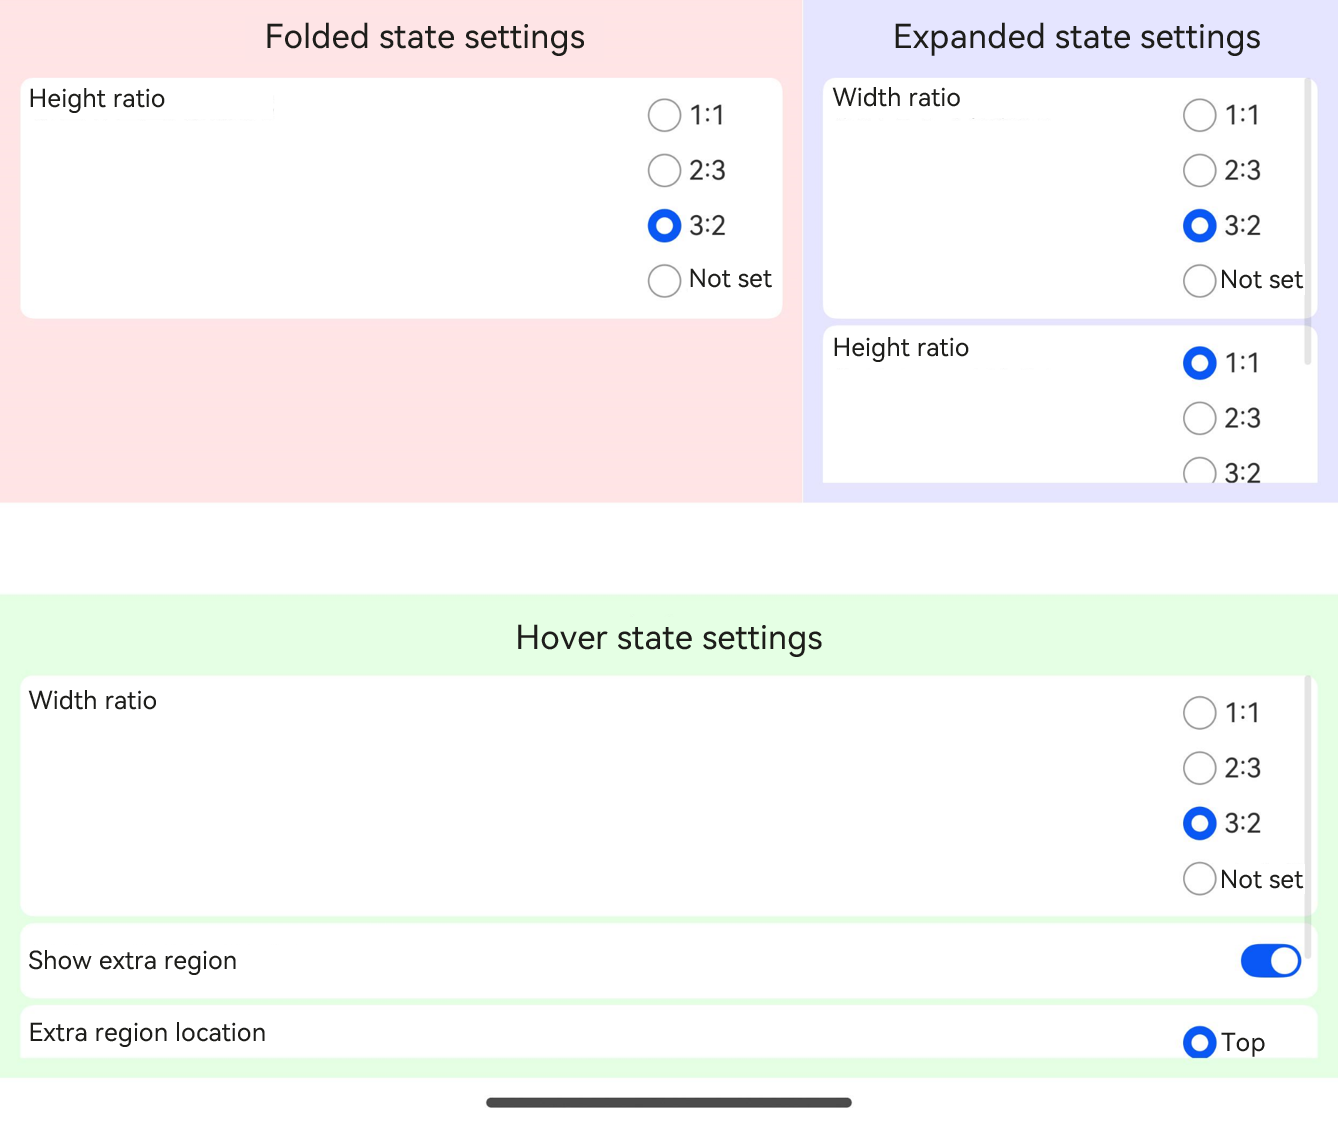 Folded state settings
Height ratio
1:1
2:3
3:2
Not set
Expanded state settings
Width ratio
1:1
2:3
3:2
Not set
Height ratio
1:1
2:3
3:2
Hover state settings
Width ratio
1:1
2:3
3:2
Not set
Show extra region
Extra region location
Top